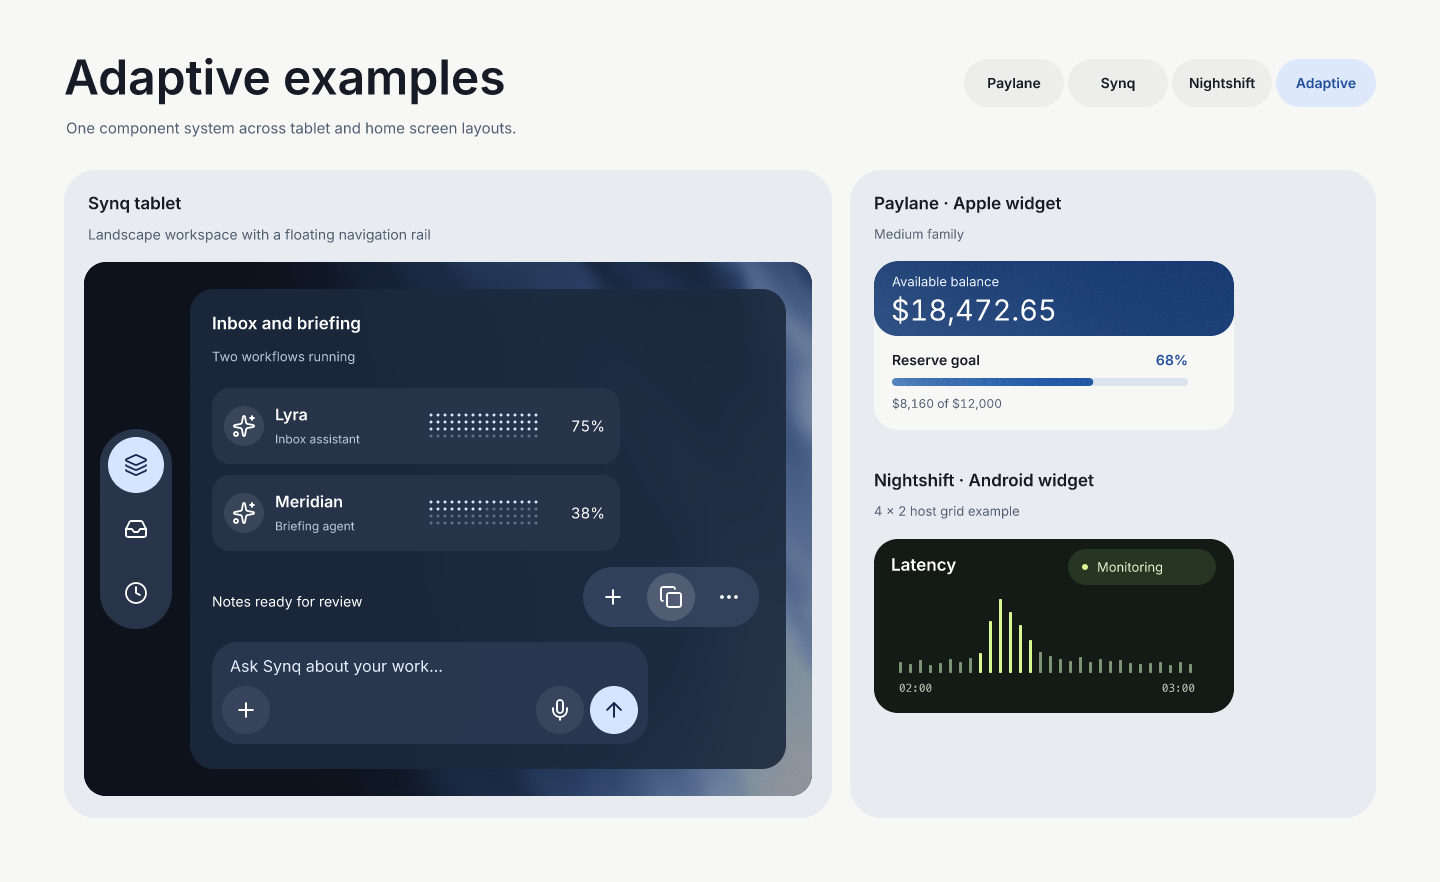 Adaptive examples
One component system across tablet and home screen layouts.
Paylane
Synq
Nightshift
Adaptive
Synq tablet
Landscape workspace with a floating navigation rail
Inbox and briefing
Two workflows running
Lyra
Inbox assistant
75%
Meridian
Briefing agent
38%
Notes ready for review
Ask Synq about your work...
Paylane · Apple widget
Medium family
Available balance
$18,472.65
Reserve goal
68%
$8,160 of $12,000
Nightshift · Android widget
4 × 2 host grid example
Latency
Monitoring
02:00
03:00